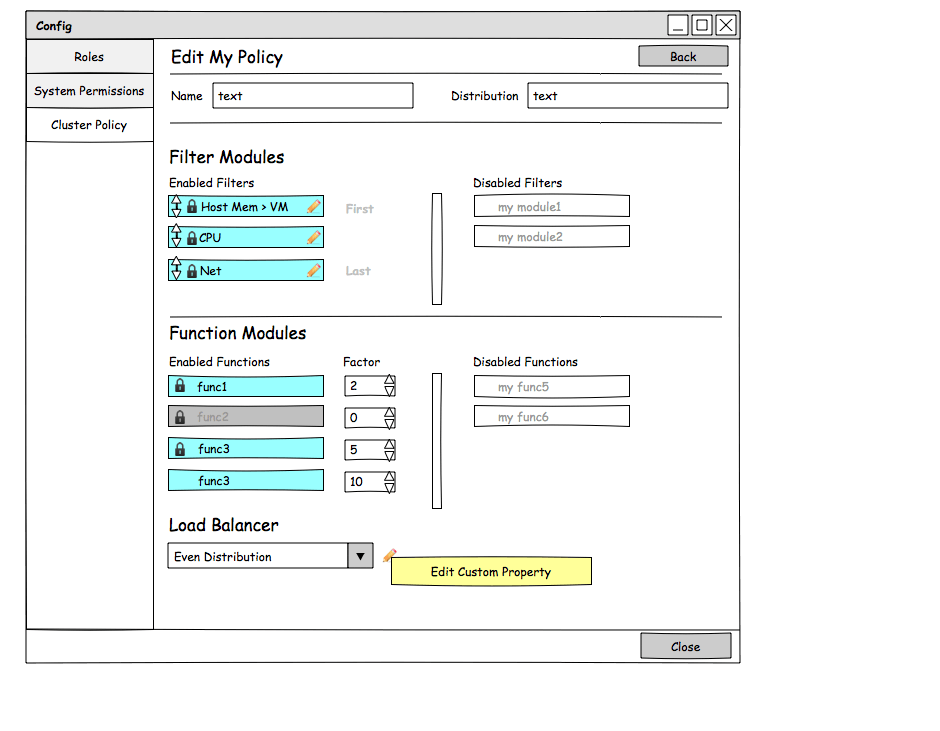 Config
Roles
System Permissions
Cluster Policy
Edit My Policy
Back
Name text
Distribution text
Filter Modules
Enabled Filters
Host Mem > VM First
CPU
Net Last
Disabled Filters
my module1
my module2
Function Modules
Enabled Functions Factor
func1 2
func2 0
func3 5
func3 10
Disabled Functions
my func5
my func6
Load Balancer
Even Distribution
Edit Custom Property
Close